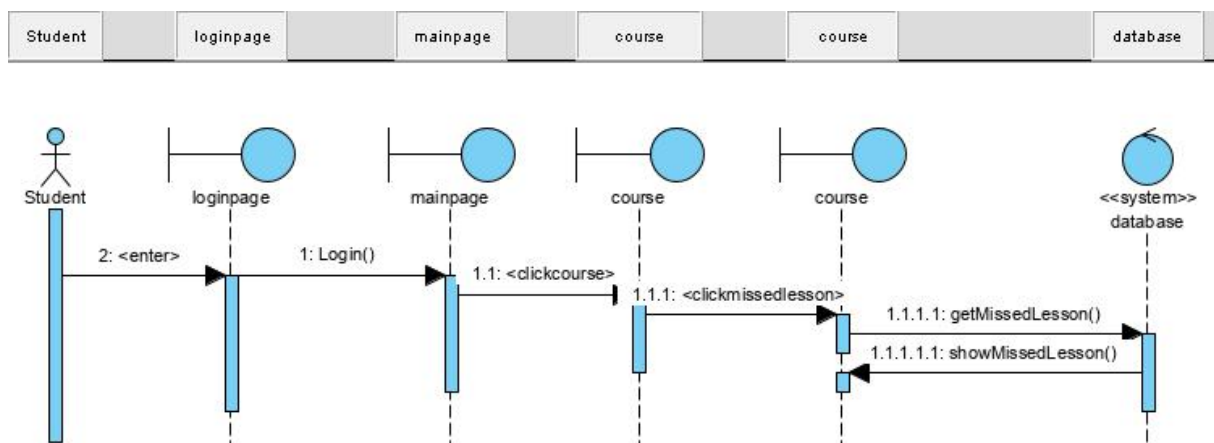 Student
loginpage
mainpage
course
course
database
Student
loginpage
mainpage
course
course
<<system>>
database
2: <enter>
1: Login()
1.1: <clickcourse>
1.1.1: <clickmissedlesson>
1.1.1.1: getMissedLesson()
1.1.1.1.1: showMissedLesson()